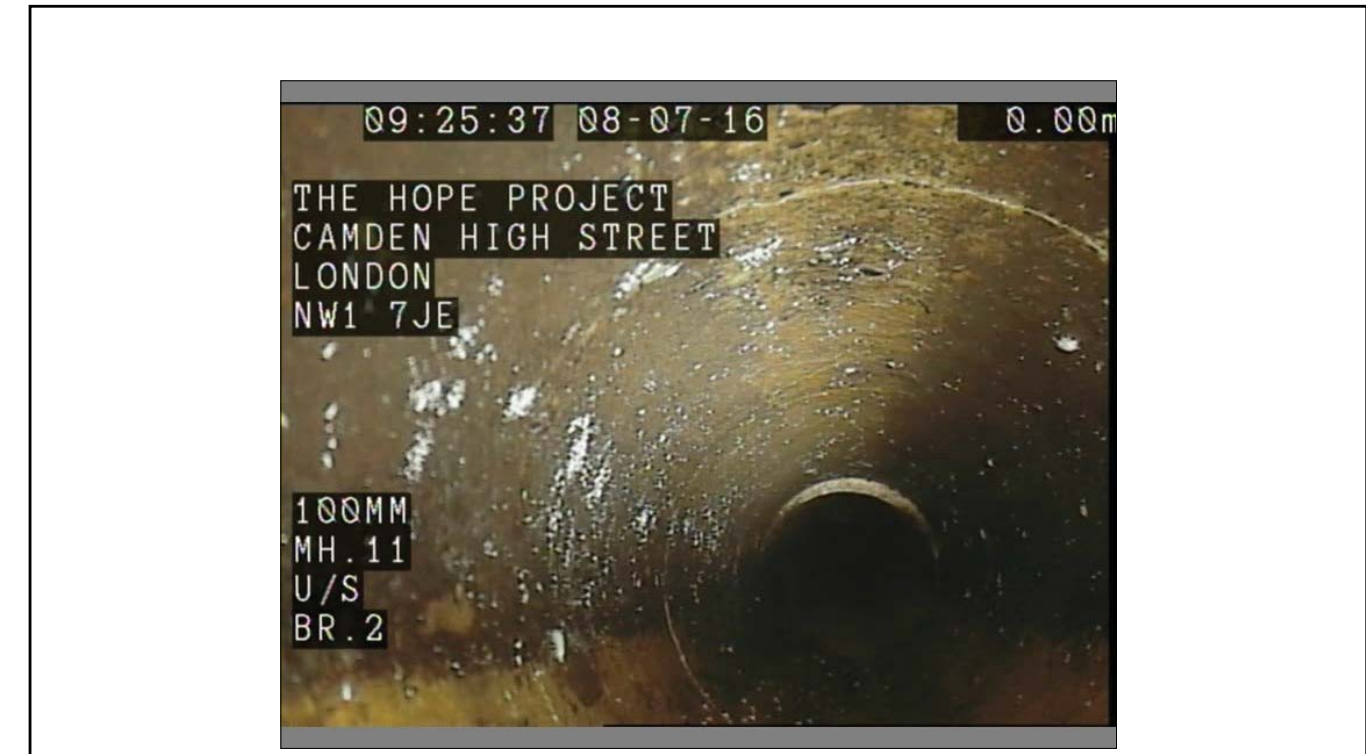 09:25:37 08-07-16 0.00m
THE HOPE PROJECT
CAMDEN HIGH STREET
LONDON
NW1 7JE
100MM
MH.11
U/S
BR.2